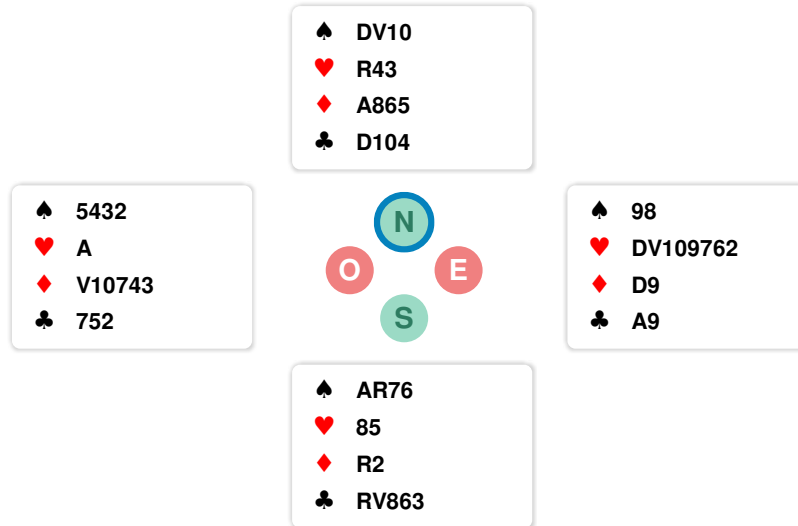 ♠ DV10
♥ R43
♦ A865
♣ D104
♠ 5432
♥ A
♦ V10743
♣ 752
N
O
E
S
♠ 98
♥ DV109762
♦ D9
♣ A9
♠ AR76
♥ 85
♦ R2
♣ RV863